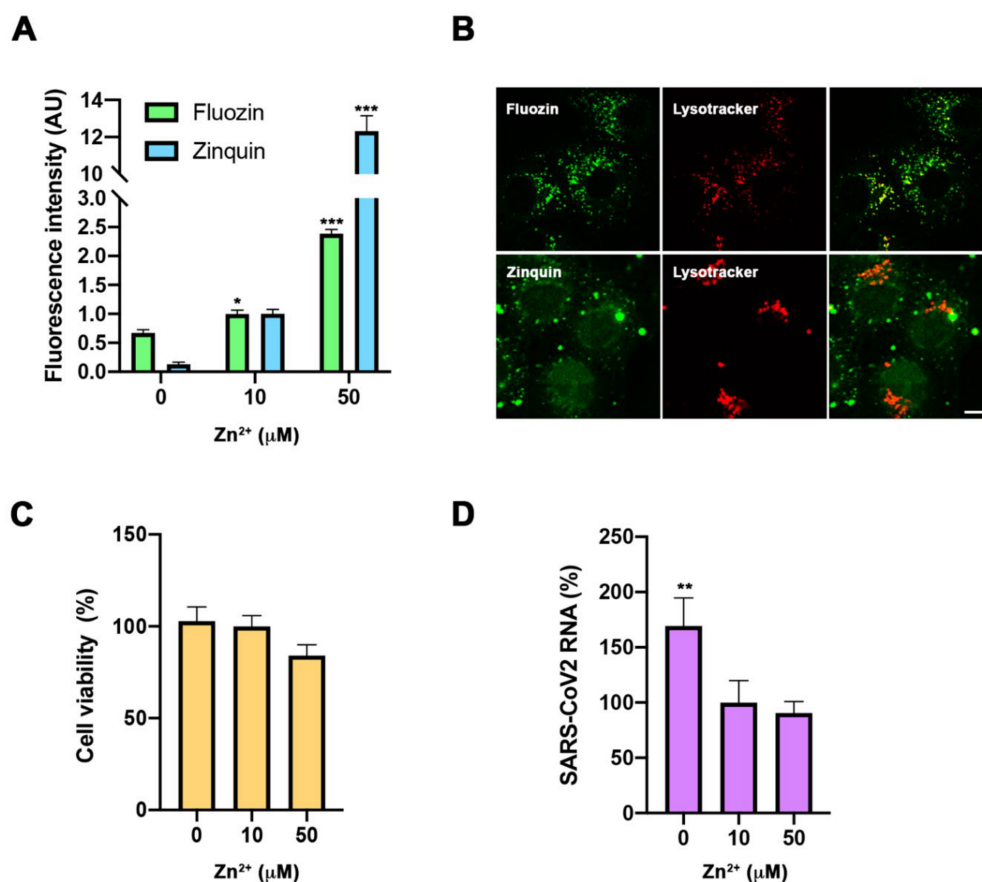 A
Fluorescence intensity (AU)
14
12
10
3.0
2.5
2.0
1.5
1.0
0.5
0.0
Fluozin
Zinquin
*
***
***
0 10 50
Zn²⁺ (μM)
B
Fluozin Lysotracker
Zinquin Lysotracker
C
Cell viability (%)
150
100
50
0
0 10 50
Zn²⁺ (μM)
D
SARS-CoV2 RNA (%)
250
200
150
100
50
0
**
0 10 50
Zn²⁺ (μM)